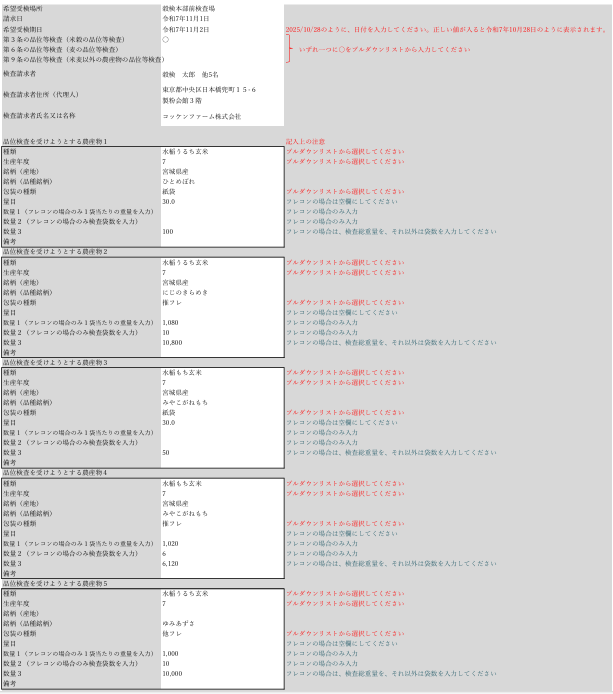 希望受検場所 穀検本部前検査場
請求日 令和7年11月1日
希望受検期日 令和7年11月2日 2025/10/28のように、日付を入力してください。正しい値が入ると令和7年10月28日のように表示されます。
第３条の品位等検査（米穀の品位等検査） ○
第６条の品位等検査（麦の品位等検査） いずれ一つに○をプルダウンリストから入力してください
第９条の品位等検査（米麦以外の農産物の品位等検査）
検査請求者 穀検　太郎　他5名
検査請求者住所（代理人） 東京都中央区日本橋兜町１５-６
製粉会館３階
検査請求者氏名又は名称 コッケンファーム株式会社
品位検査を受けようとする農産物１ 記入上の注意
種類 水稲うるち玄米 プルダウンリストから選択してください
生産年度 7 プルダウンリストから選択してください
銘柄（産地） 宮城県産
銘柄（品種銘柄） ひとめぼれ
包装の種類 紙袋 プルダウンリストから選択してください
量目 30.0 フレコンの場合は空欄にしてください
数量１（フレコンの場合のみ１袋当たりの重量を入力） フレコンの場合のみ入力
数量２（フレコンの場合のみ検査袋数を入力） フレコンの場合のみ入力
数量３ 100 フレコンの場合は、検査総重量を、それ以外は袋数を入力してください
備考
品位検査を受けようとする農産物２
種類 水稲うるち玄米 プルダウンリストから選択してください
生産年度 7 プルダウンリストから選択してください
銘柄（産地） 宮城県産
銘柄（品種銘柄） にじのきらめき
包装の種類 推フレ プルダウンリストから選択してください
量目 フレコンの場合は空欄にしてください
数量１（フレコンの場合のみ１袋当たりの重量を入力） 1,080 フレコンの場合のみ入力
数量２（フレコンの場合のみ検査袋数を入力） 10 フレコンの場合のみ入力
数量３ 10,800 フレコンの場合は、検査総重量を、それ以外は袋数を入力してください
備考
品位検査を受けようとする農産物３
種類 水稲もち玄米 プルダウンリストから選択してください
生産年度 7 プルダウンリストから選択してください
銘柄（産地） 宮城県産
銘柄（品種銘柄） みやこがねもち
包装の種類 紙袋 プルダウンリストから選択してください
量目 30.0 フレコンの場合は空欄にしてください
数量１（フレコンの場合のみ１袋当たりの重量を入力） フレコンの場合のみ入力
数量２（フレコンの場合のみ検査袋数を入力） フレコンの場合のみ入力
数量３ 50 フレコンの場合は、検査総重量を、それ以外は袋数を入力してください
備考
品位検査を受けようとする農産物４
種類 水稲もち玄米 プルダウンリストから選択してください
生産年度 7 プルダウンリストから選択してください
銘柄（産地） 宮城県産
銘柄（品種銘柄） みやこがねもち
包装の種類 推フレ プルダウンリストから選択してください
量目 フレコンの場合は空欄にしてください
数量１（フレコンの場合のみ１袋当たりの重量を入力） 1,020 フレコンの場合のみ入力
数量２（フレコンの場合のみ検査袋数を入力） 6 フレコンの場合のみ入力
数量３ 6,120 フレコンの場合は、検査総重量を、それ以外は袋数を入力してください
備考
品位検査を受けようとする農産物５
種類 水稲うるち玄米 プルダウンリストから選択してください
生産年度 7 プルダウンリストから選択してください
銘柄（産地）
銘柄（品種銘柄） ゆみあずさ
包装の種類 他フレ プルダウンリストから選択してください
量目 フレコンの場合は空欄にしてください
数量１（フレコンの場合のみ１袋当たりの重量を入力） 1,000 フレコンの場合のみ入力
数量２（フレコンの場合のみ検査袋数を入力） 10 フレコンの場合のみ入力
数量３ 10,000 フレコンの場合は、検査総重量を、それ以外は袋数を入力してください
備考